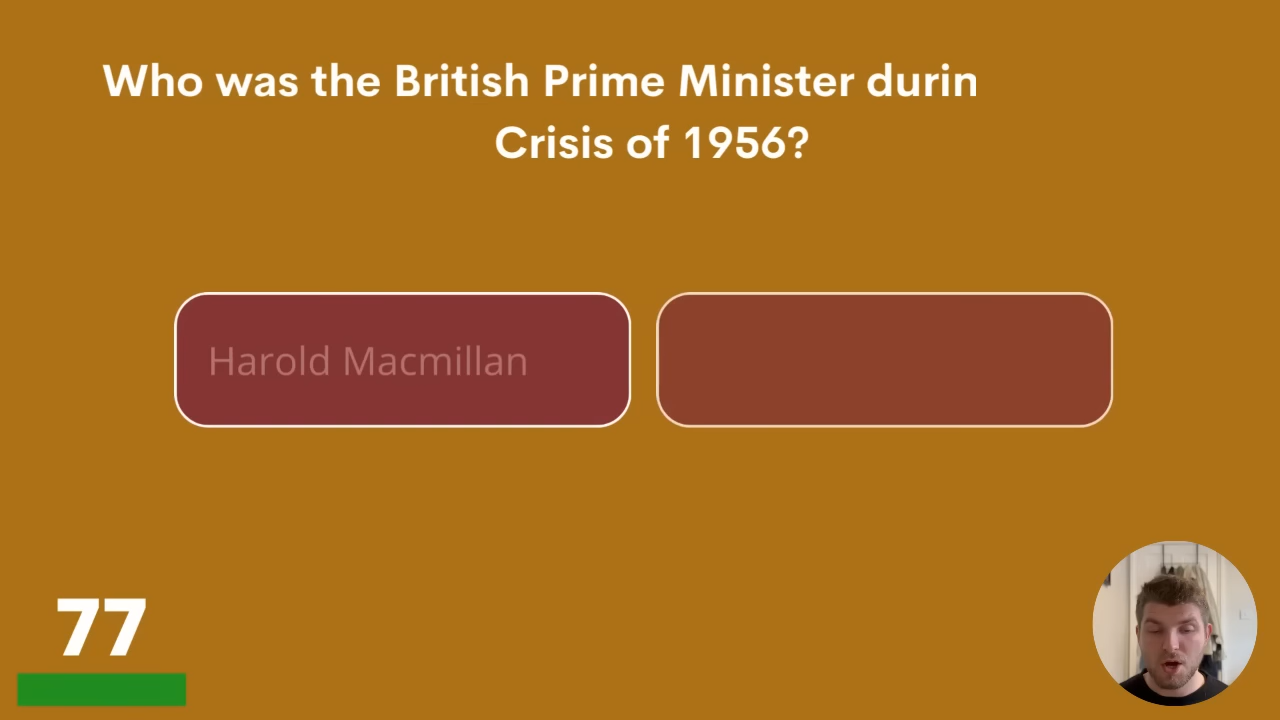 Who was the British Prime Minister durin
Crisis of 1956?
Harold Macmillan
77